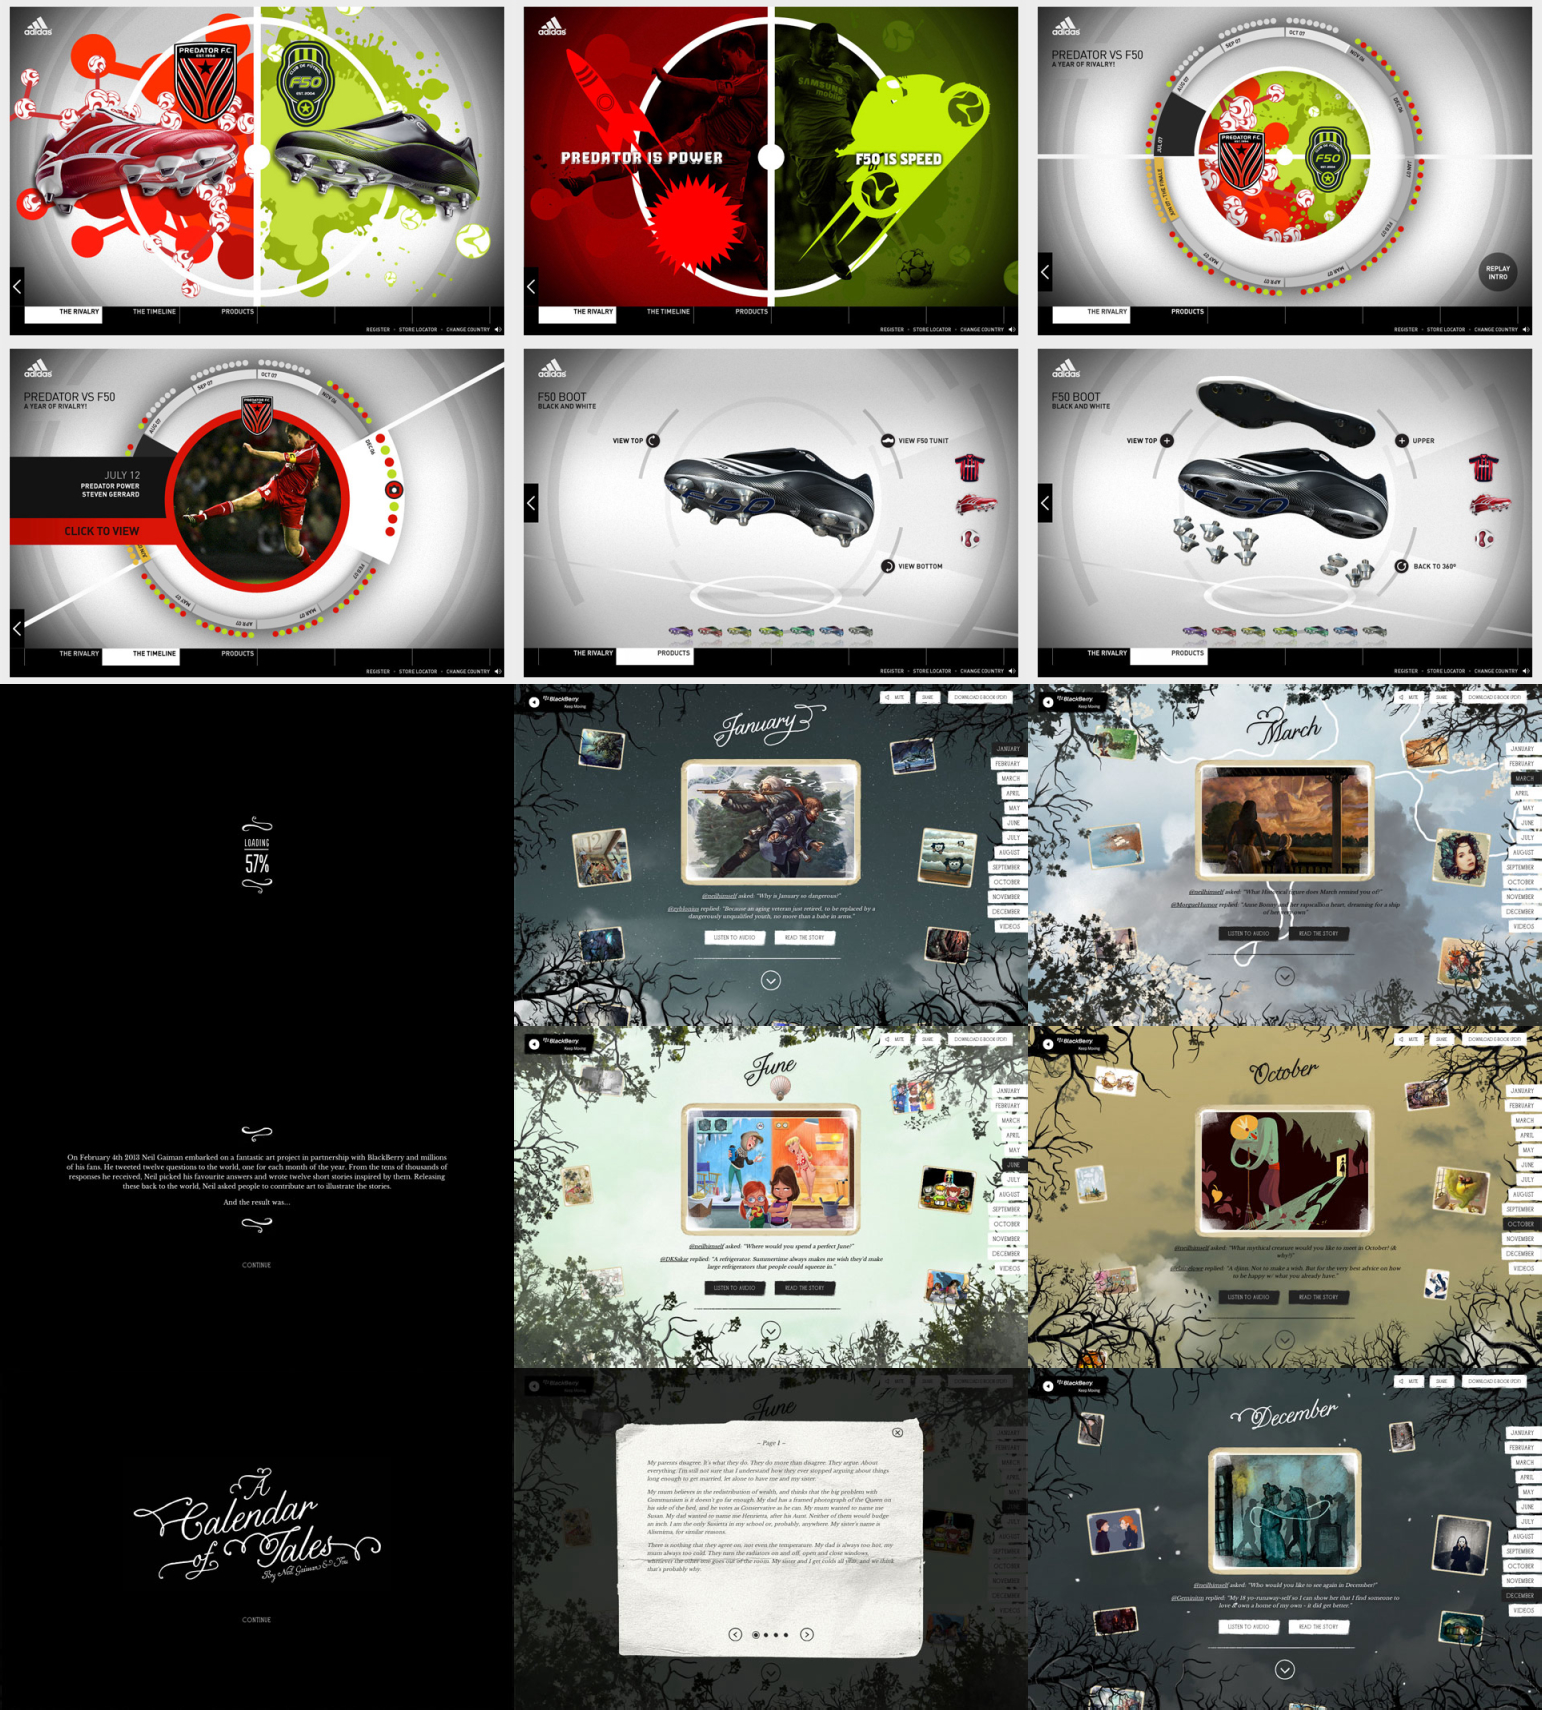 adidas
PREDATOR F.C.
EST. 1994
CLUB DE FUTBOL
F50
EST. 2004
THE RIVALRY
THE TIMELINE
PRODUCTS
REGISTER - STORE LOCATOR - CHANGE COUNTRY
adidas
SAMSUNG
mobile
PREDATOR IS POWER
F50 IS SPEED
THE RIVALRY
THE TIMELINE
PRODUCTS
REGISTER - STORE LOCATOR - CHANGE COUNTRY
adidas
PREDATOR VS F50
A YEAR OF RIVALRY!
SEP 07
OCT 07
NOV 06
AUG 07
DEC 06
JUL 07
JAN 07
JUN 07 - THE FINALE
FEB 07
MAY 07
APR 07
MAR 07
PREDATOR F.C.
F50
REPLAY
INTRO
THE RIVALRY
PRODUCTS
REGISTER - STORE LOCATOR - CHANGE COUNTRY
adidas
PREDATOR VS F50
A YEAR OF RIVALRY!
SEP 07
OCT 07
NOV 06
AUG 07
DEC 06
JULY 12
PREDATOR POWER
STEVEN GERRARD
CLICK TO VIEW
FEB 07
MAY 07
APR 07
MAR 07
THE RIVALRY
THE TIMELINE
PRODUCTS
REGISTER - STORE LOCATOR - CHANGE COUNTRY
adidas
F50 BOOT
BLACK AND WHITE
VIEW TOP
VIEW F50 TUNIT
F50
VIEW BOTTOM
THE RIVALRY
PRODUCTS
REGISTER - STORE LOCATOR - CHANGE COUNTRY
adidas
F50 BOOT
BLACK AND WHITE
VIEW TOP
UPPER
F50
BACK TO 360°
THE RIVALRY
PRODUCTS
REGISTER - STORE LOCATOR - CHANGE COUNTRY
LOADING
57%
BlackBerry
Keep Moving
MUTE
SHARE
DOWNLOAD E-BOOK (PDF)
January
JANUARY
FEBRUARY
MARCH
APRIL
MAY
JUNE
JULY
AUGUST
SEPTEMBER
OCTOBER
NOVEMBER
DECEMBER
VIDEOS
@neilhimself asked: "Why is January so dangerous?"
@zyblonius replied: "Because an aging veteran just retired, to be replaced by a
dangerously unqualified youth, no more than a babe in arms."
LISTEN TO AUDIO
READ THE STORY
BlackBerry
Keep Moving
MUTE
SHARE
DOWNLOAD E-BOOK (PDF)
March
JANUARY
FEBRUARY
MARCH
APRIL
MAY
JUNE
JULY
AUGUST
SEPTEMBER
OCTOBER
NOVEMBER
DECEMBER
VIDEOS
@neilhimself asked: "What historical figure does March remind you of?"
@MorgueHumor replied: "Anne Bonny and her rapscallion heart, dreaming for a ship
of her very own"
LISTEN TO AUDIO
READ THE STORY
On February 4th 2013 Neil Gaiman embarked on a fantastic art project in partnership with BlackBerry and millions
of his fans. He tweeted twelve questions to the world, one for each month of the year. From the tens of thousands of
responses he received, Neil picked his favourite answers and wrote twelve short stories inspired by them. Releasing
these back to the world, Neil asked people to contribute art to illustrate the stories.
And the result was...
CONTINUE
BlackBerry
Keep Moving
MUTE
SHARE
DOWNLOAD E-BOOK (PDF)
June
JANUARY
FEBRUARY
MARCH
APRIL
MAY
JUNE
JULY
AUGUST
SEPTEMBER
OCTOBER
NOVEMBER
DECEMBER
VIDEOS
@neilhimself asked: "Where would you spend a perfect June?"
@DKSakar replied: "A refrigerator. Summertime always makes me wish they'd make
large refrigerators that people could squeeze in."
LISTEN TO AUDIO
READ THE STORY
BlackBerry
Keep Moving
MUTE
SHARE
DOWNLOAD E-BOOK (PDF)
October
JANUARY
FEBRUARY
MARCH
APRIL
MAY
JUNE
JULY
AUGUST
SEPTEMBER
OCTOBER
NOVEMBER
DECEMBER
VIDEOS
@neilhimself asked: "What mythical creature would you like to meet in October? (&
why?)"
replied: "A djinn. Not to make a wish. But for the very best advice on how
to be happy w/ what you already have."
LISTEN TO AUDIO
READ THE STORY
A
Calendar
of Tales
By Neil Gaiman & You
CONTINUE
BlackBerry
Keep Moving
June
– Page 1 –
My parents disagree. It's what they do. They do more than disagree. They argue. About
everything. I'm still not sure that I understand how they ever stopped arguing about things
long enough to get married, let alone to have me and my sister.
My mum believes in the redistribution of wealth, and thinks that the big problem with
Communism is it doesn't go far enough. My dad has a framed photograph of the Queen on
his side of the bed, and he votes as Conservative as he can. My mum wanted to name me
Susan. My dad wanted to name me Henrietta, after his Aunt. Neither of them would budge
an inch. I am the only Susietta in my school or, probably, anywhere. My sister's name is
Alismima, for similar reasons.
There is nothing that they agree on, not even the temperature. My dad is always too hot, my
mum always too cold. They turn the radiators on and off, open and close windows,
whenever the other one goes out of the room. My sister and I get colds all year, and we think
that's probably why.
BlackBerry
Keep Moving
MUTE
SHARE
DOWNLOAD E-BOOK (PDF)
December
JANUARY
FEBRUARY
MARCH
APRIL
MAY
JUNE
JULY
AUGUST
SEPTEMBER
OCTOBER
NOVEMBER
DECEMBER
VIDEOS
@neilhimself asked: "Who would you like to see again in December?"
@Geminitm replied: "My 18 yo-runaway-self so I can show her that I find someone to
love & own a home of my own - it did get better."
LISTEN TO AUDIO
READ THE STORY